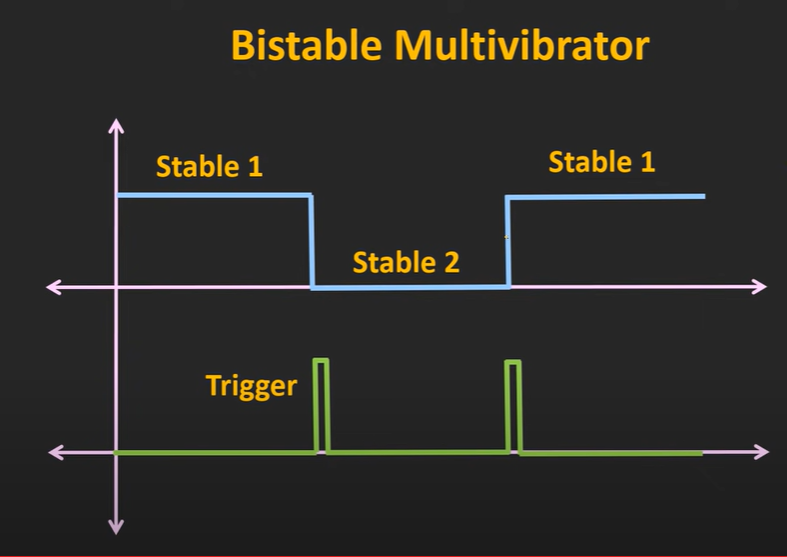 Bistable Multivibrator
Stable 1
Stable 1
Stable 2
Trigger